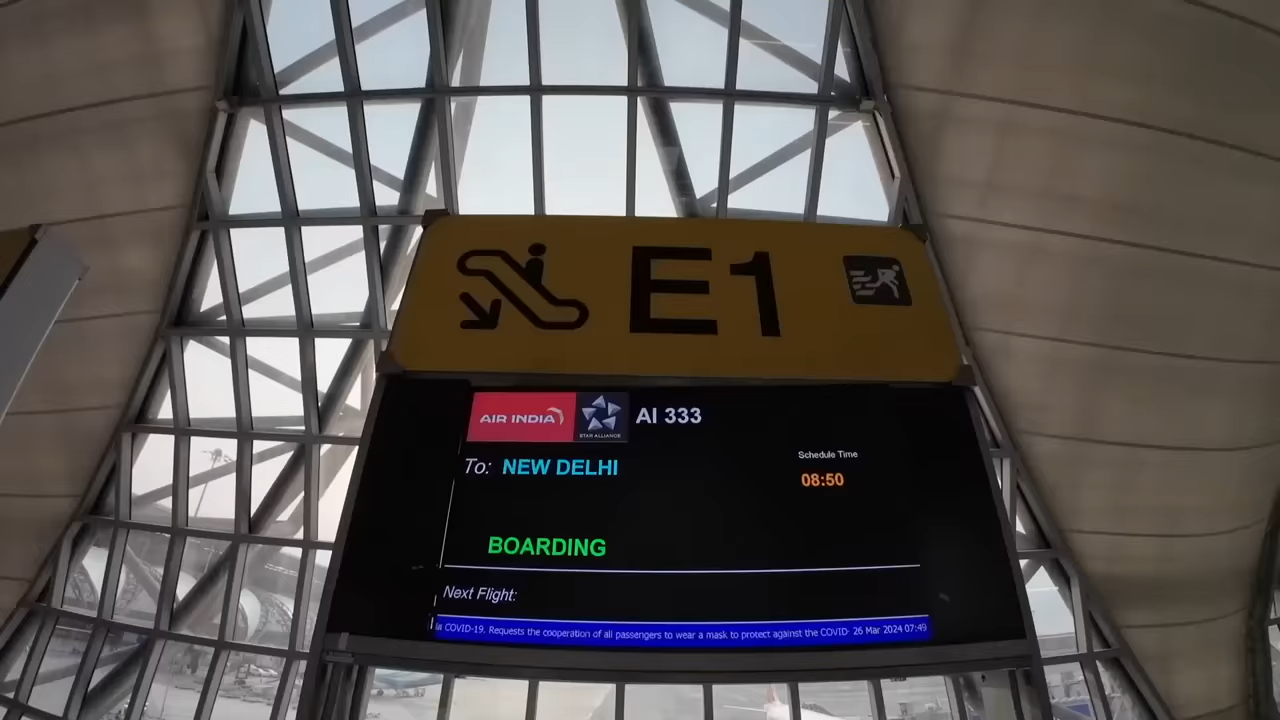 E1
AIR INDIA
STAR ALLIANCE
AI 333
To: NEW DELHI
Schedule Time
08:50
BOARDING
Next Flight:
COVID-19. Requests the cooperation of all passengers to wear a mask to protect against the COVID- 26 Mar 2024 07:49